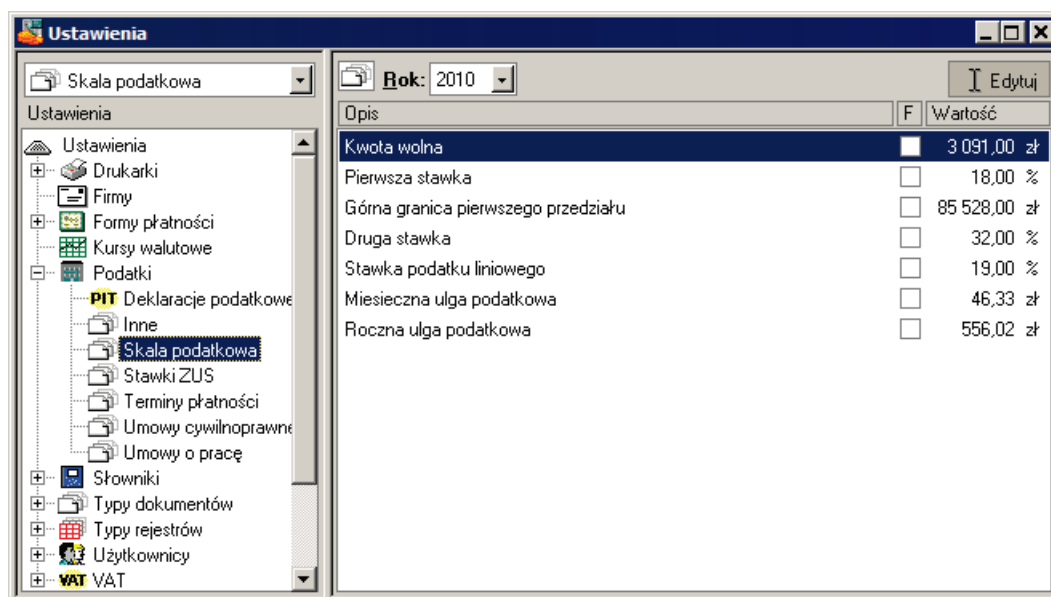 Ustawienia
Skala podatkowa
Rok: 2010
Edytuj
Ustawienia
Opis F Wartość
Ustawienia
Drukarki
Firmy
Formy płatności
Kursy walutowe
Podatki
PIT Deklaracje podatkowe
Inne
Skala podatkowa
Stawki ZUS
Terminy płatności
Umowy cywilnoprawne
Umowy o pracę
Słowniki
Typy dokumentów
Typy rejestrów
Użytkownicy
VAT VAT
Kwota wolna 3 091,00 zł
Pierwsza stawka 18,00 %
Górna granica pierwszego przedziału 85 528,00 zł
Druga stawka 32,00 %
Stawka podatku liniowego 19,00 %
Miesieczna ulga podatkowa 46,33 zł
Roczna ulga podatkowa 556,02 zł